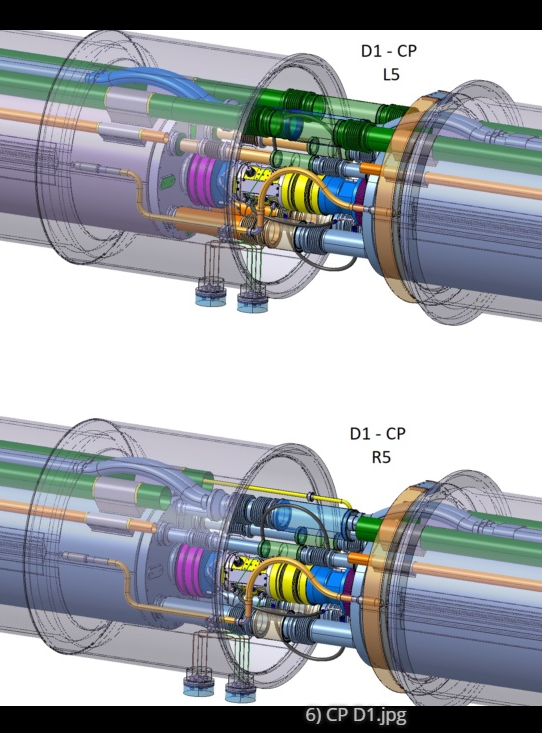 D1 - CP
L5
D1 - CP
R5
6) CP D1.jpg